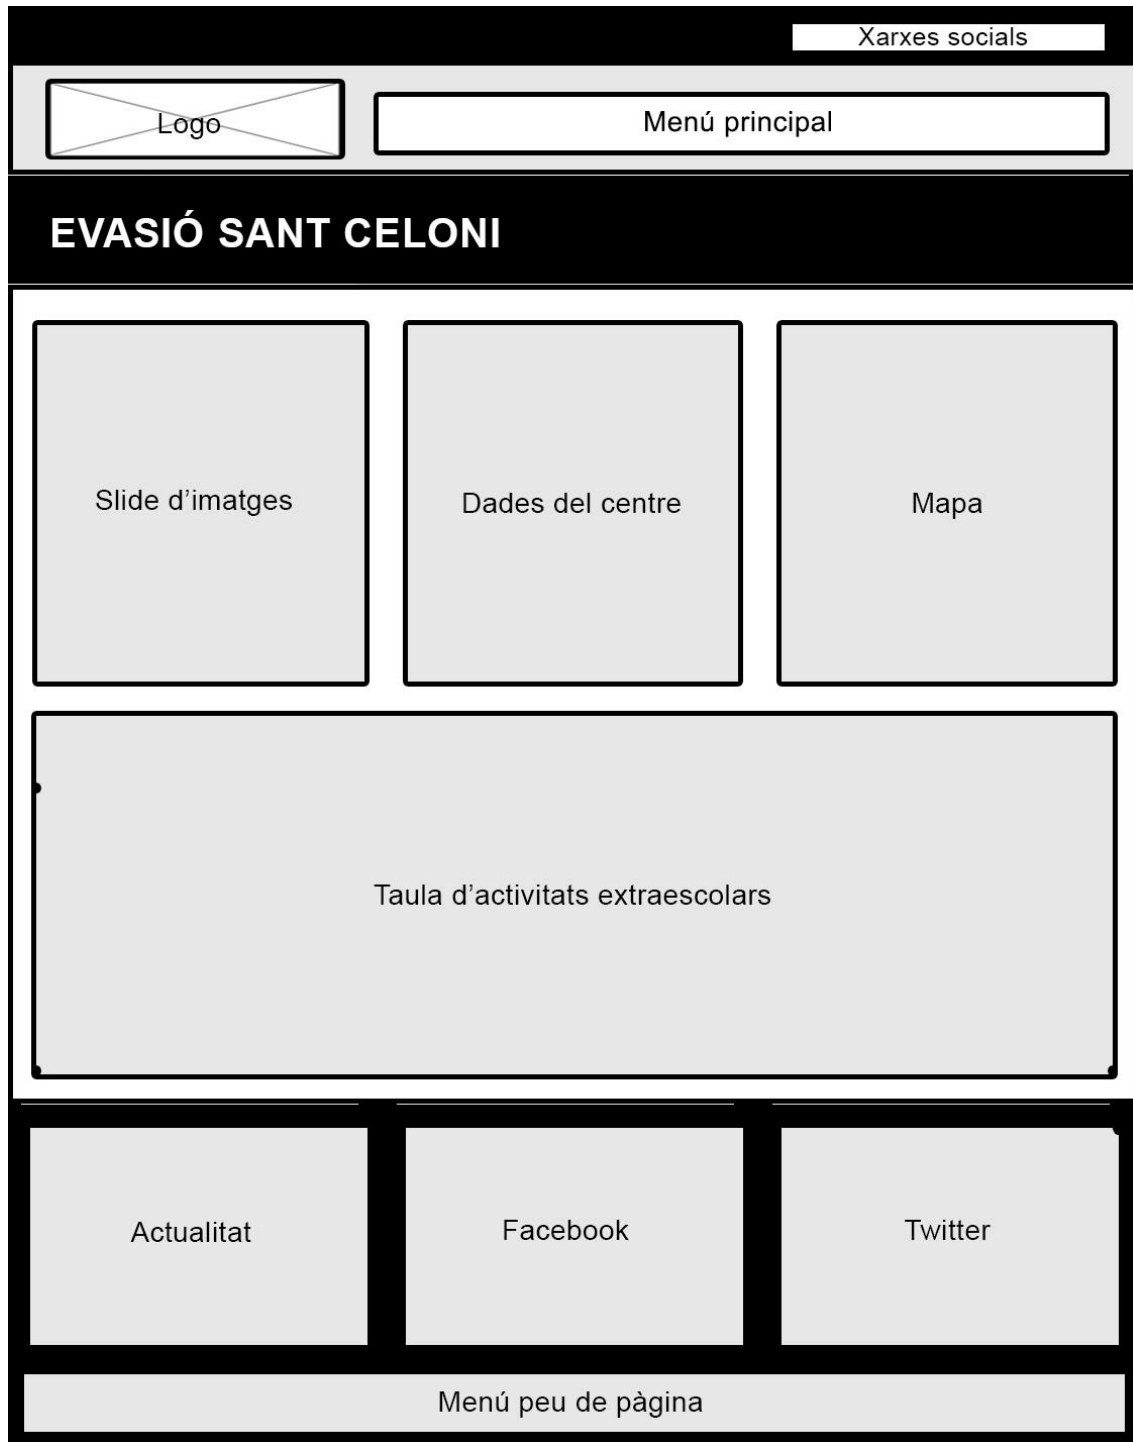 Xarxes socials
Logo
Menú principal
EVASIÓ SANT CELONI
Slide d’imatges
Dades del centre
Mapa
Taula d’activitats extraescolars
Actualitat
Facebook
Twitter
Menú peu de pàgina